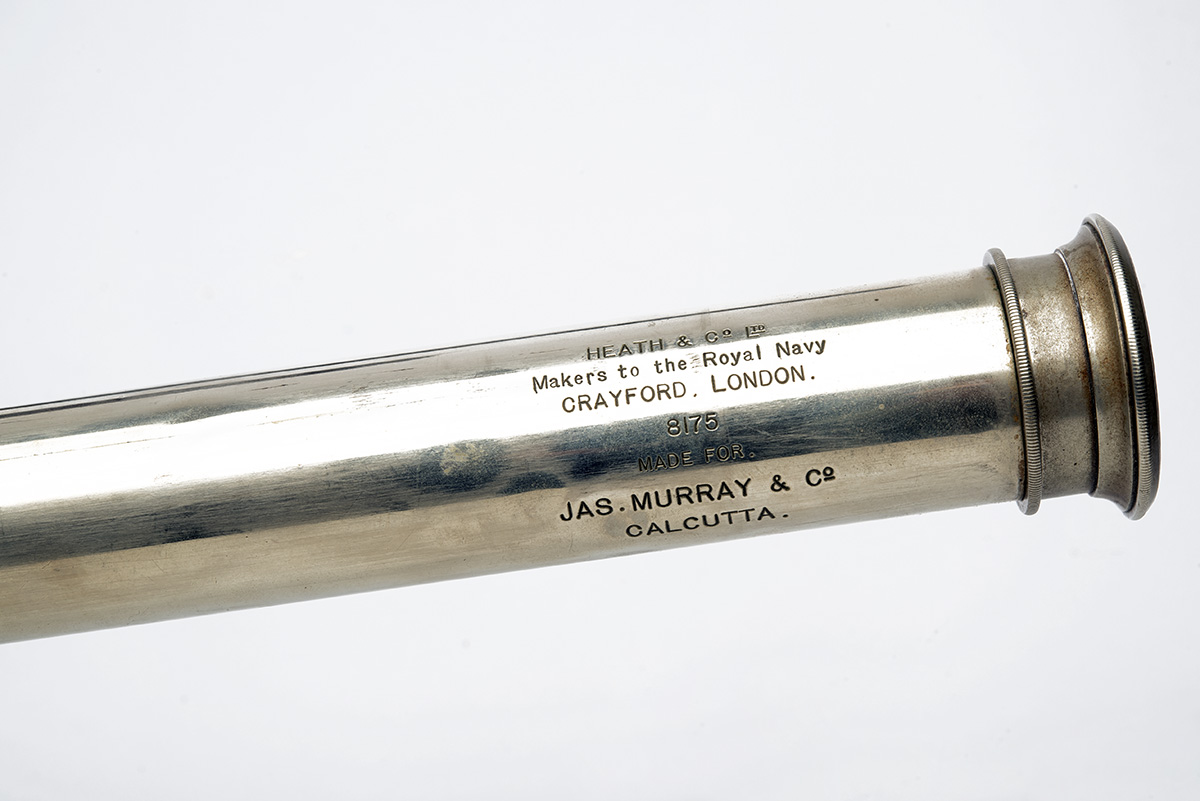 HEATH & Cº LTD
Makers to the Royal Navy
CRAYFORD. LONDON.
8175
MADE FOR.
JAS. MURRAY & Cº
CALCUTTA.